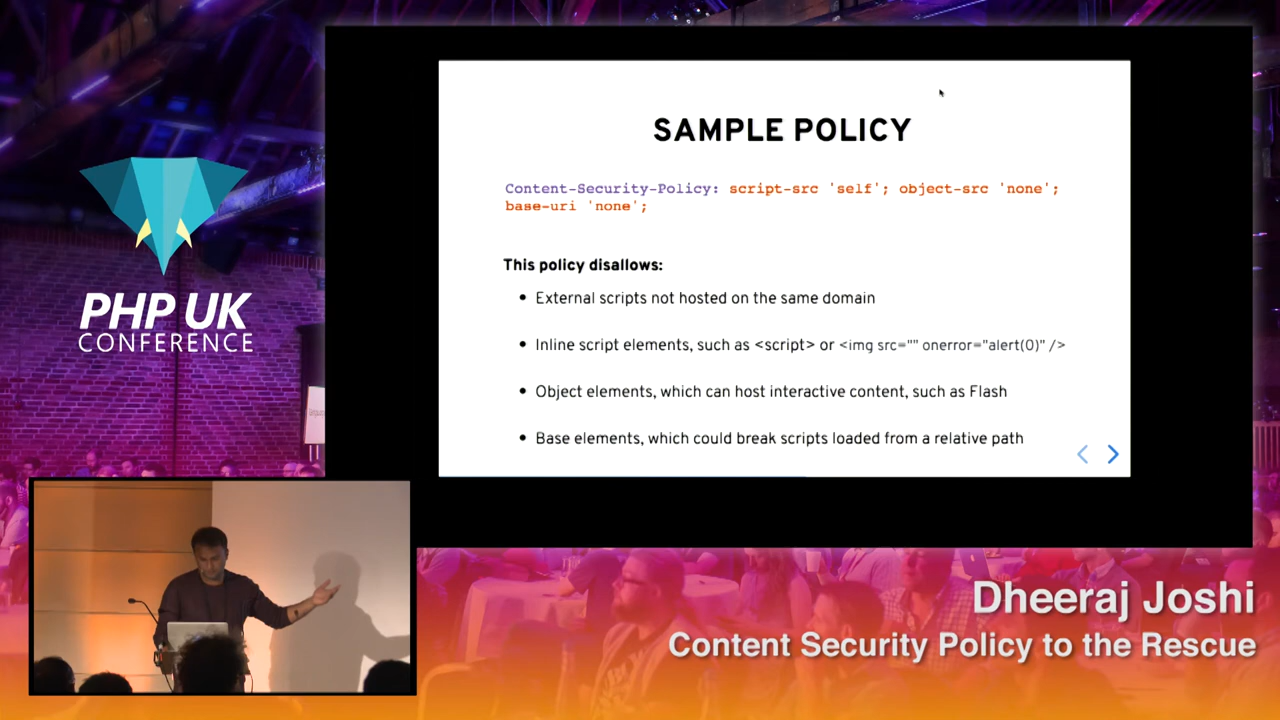 SAMPLE POLICY
Content-Security-Policy: script-src 'self'; object-src 'none';
base-uri 'none';
This policy disallows:
• External scripts not hosted on the same domain
• Inline script elements, such as <script> or <img src="" onerror="alert(0)" />
• Object elements, which can host interactive content, such as Flash
• Base elements, which could break scripts loaded from a relative path
PHP UK
CONFERENCE
Dheeraj Joshi
Content Security Policy to the Rescue